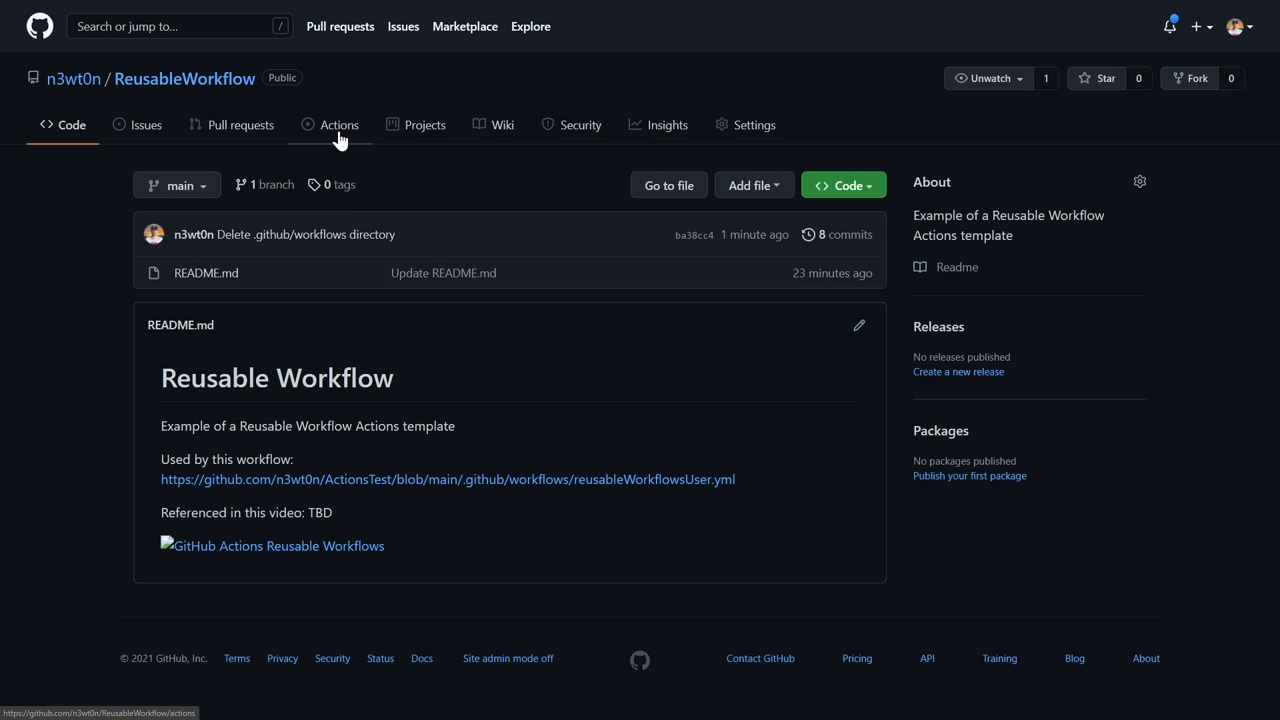 Search or jump to... /
Pull requests Issues Marketplace Explore
n3wt0n / ReusableWorkflow Public
Unwatch 1 Star 0 Fork 0
Code Issues Pull requests Actions Projects Wiki Security Insights Settings
main 1 branch 0 tags Go to file Add file Code
n3wt0n Delete .github/workflows directory ba38cc4 1 minute ago 8 commits
README.md Update README.md 23 minutes ago
README.md
Reusable Workflow
Example of a Reusable Workflow Actions template
Used by this workflow:
https://github.com/n3wt0n/ActionsTest/blob/main/.github/workflows/reusableWorkflowsUser.yml
Referenced in this video: TBD
GitHub Actions Reusable Workflows
About
Example of a Reusable Workflow
Actions template
Readme
Releases
No releases published
Create a new release
Packages
No packages published
Publish your first package
© 2021 GitHub, Inc. Terms Privacy Security Status Docs Site admin mode off Contact GitHub Pricing API Training Blog About
https://github.com/n3wt0n/ReusableWorkflow/actions